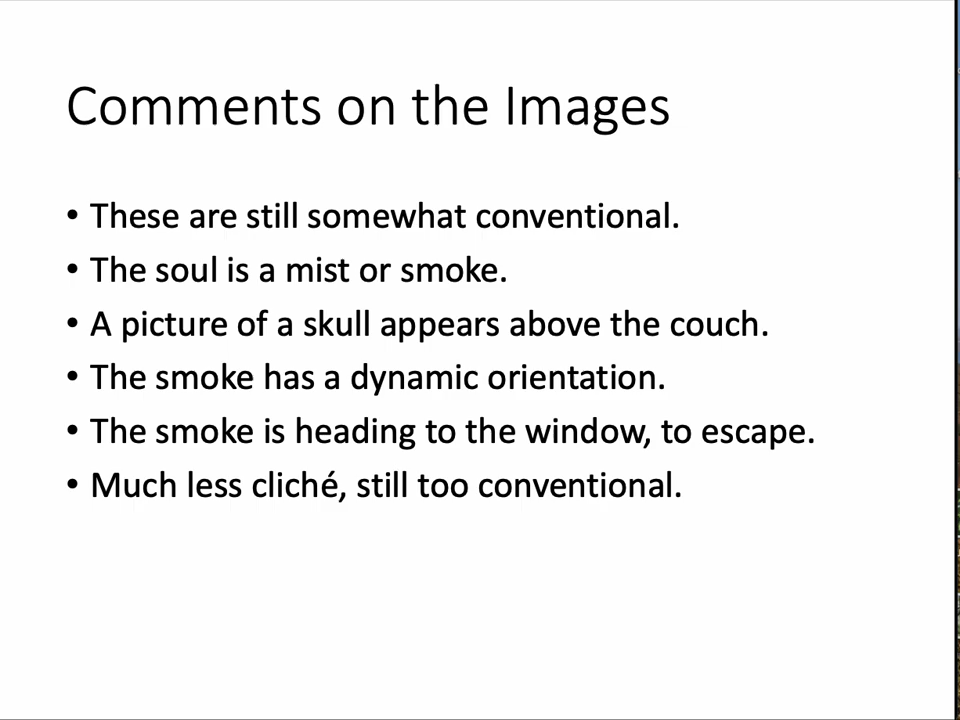 Comments on the Images
• These are still somewhat conventional.
• The soul is a mist or smoke.
• A picture of a skull appears above the couch.
• The smoke has a dynamic orientation.
• The smoke is heading to the window, to escape.
• Much less cliché, still too conventional.